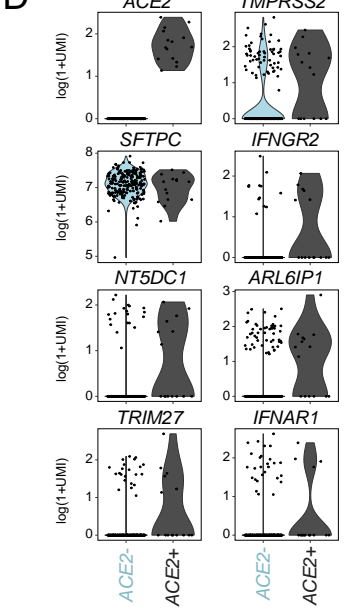 D
ACE2 TMPRSS2
log(1+UMI)
2
1
0
2
1
0
SFTPC IFNGR2
log(1+UMI)
8
7
6
5
2
1
0
NT5DC1 ARL6IP1
log(1+UMI)
2
1
0
3
2
1
0
TRIM27 IFNAR1
log(1+UMI)
2
1
0
2
1
0
ACE2- ACE2+ ACE2- ACE2+